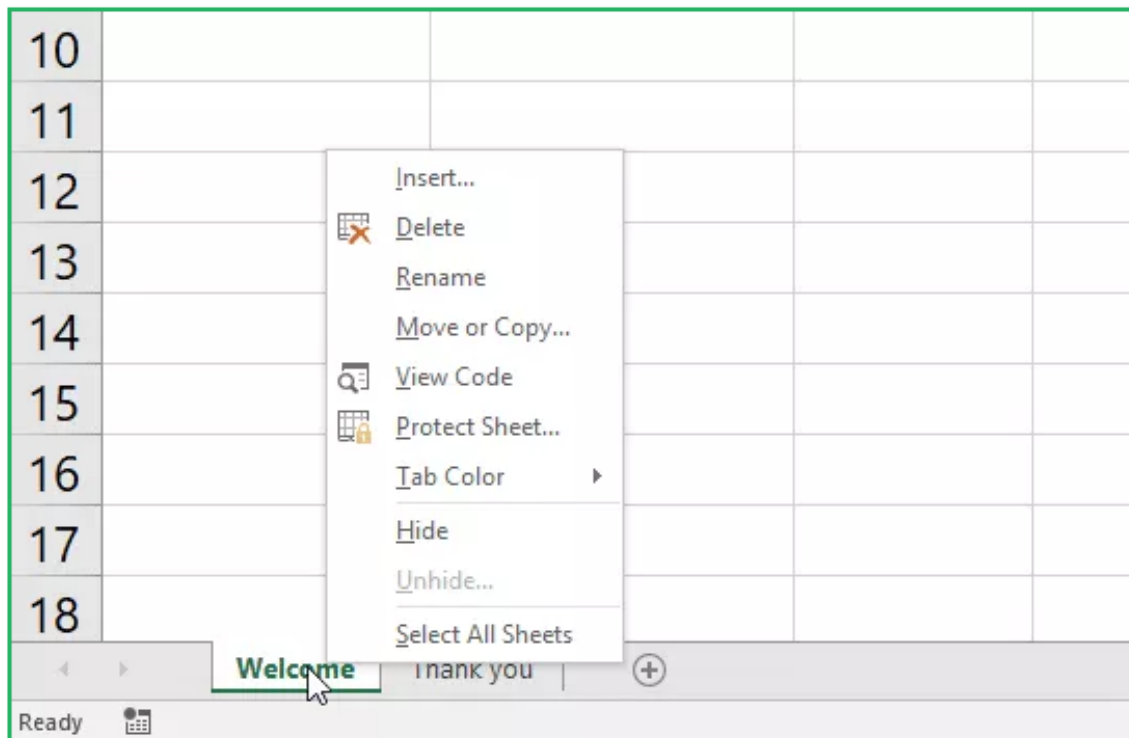 10
11
12
Insert...
Delete
13
Rename
14
Move or Copy...
View Code
15
Protect Sheet...
16
Tab Color
17
Hide
Unhide...
18
Select All Sheets
Welcome Thank you
Ready